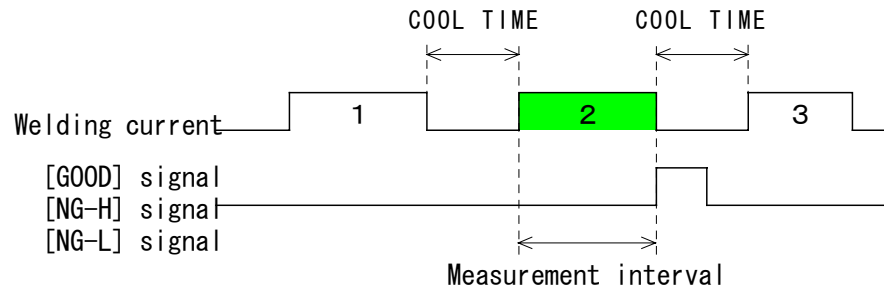 COOL TIME COOL TIME
1 2 3
Welding current
[GOOD] signal
[NG-H] signal
[NG-L] signal
Measurement interval